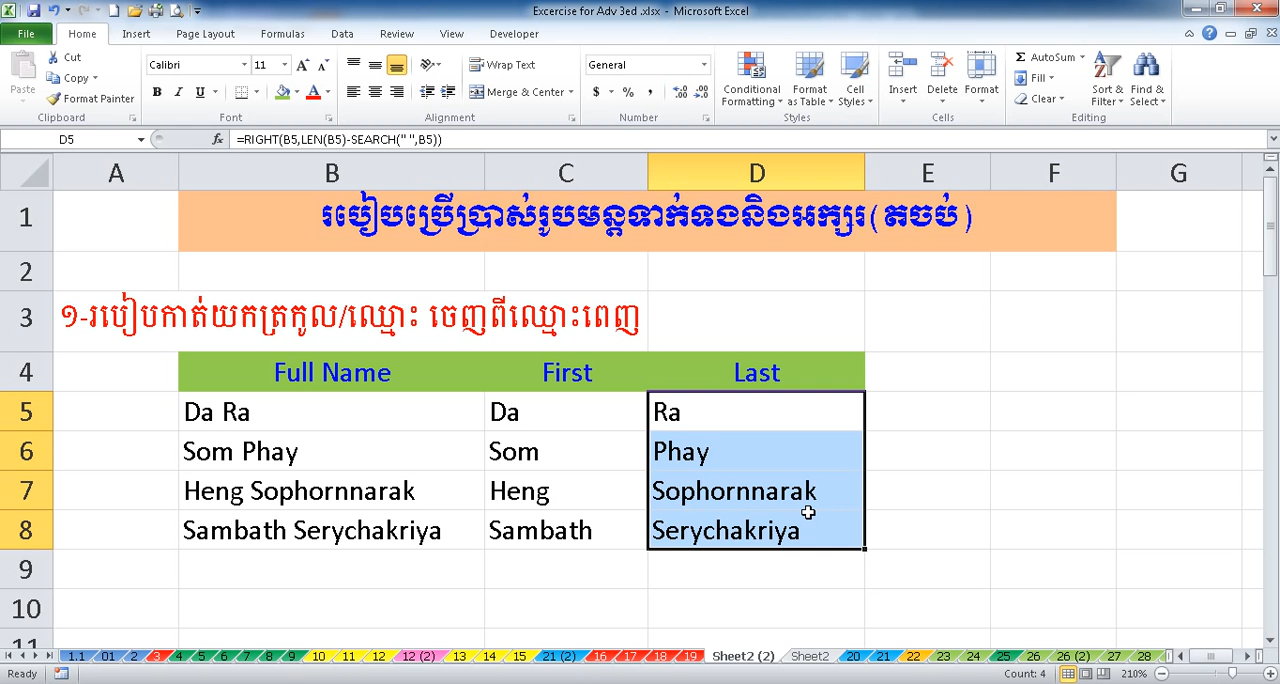 Excercise for Adv 3ed .xlsx - Microsoft Excel
File Home Insert Page Layout Formulas Data Review View Developer
Paste Cut Copy Format Painter Clipboard
Calibri 11 B I U A Font
Wrap Text Merge & Center Alignment
General $ % , Number
Conditional Formatting Format as Table Cell Styles Styles
Insert Delete Format Cells
Σ AutoSum Fill Clear Sort & Filter Find & Select Editing
D5 fx =RIGHT(B5,LEN(B5)-SEARCH(" ",B5))
A B C D E F G
1 របៀបប្រើប្រាស់រូបមន្តទាក់ទងនិងអក្សរ(តចប់)
2
3 ១-របៀបកាត់យកត្រកូល/ឈ្មោះ ចេញពីឈ្មោះពេញ
4 Full Name First Last
5 Da Ra Da Ra
6 Som Phay Som Phay
7 Heng Sophornnarak Heng Sophornnarak
8 Sambath Serychakriya Sambath Serychakriya
9
10
11
1.1 01 2 3 4 5 6 7 8 9 10 11 12 12 (2) 13 14 15 21 (2) 16 17 18 19 Sheet2 (2) Sheet2 20 21 22 23 24 25 26 26 (2) 27 28
Ready Count: 4 210%